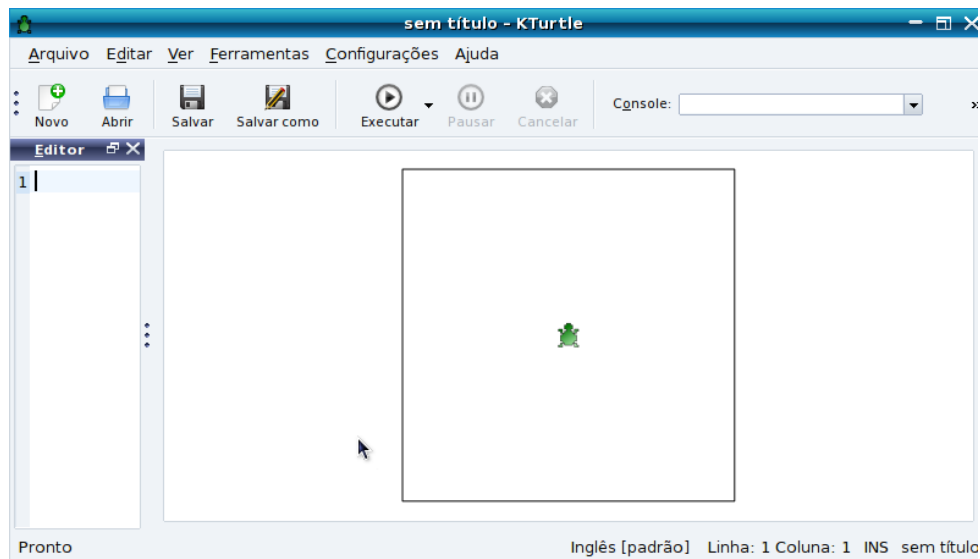 sem título – KTurtle
Arquivo Editar Ver Ferramentas Configurações Ajuda
Novo Abrir Salvar Salvar como Executar Pausar Cancelar Console: »
Editor
1
Pronto Inglês [padrão] Linha: 1 Coluna: 1 INS sem título